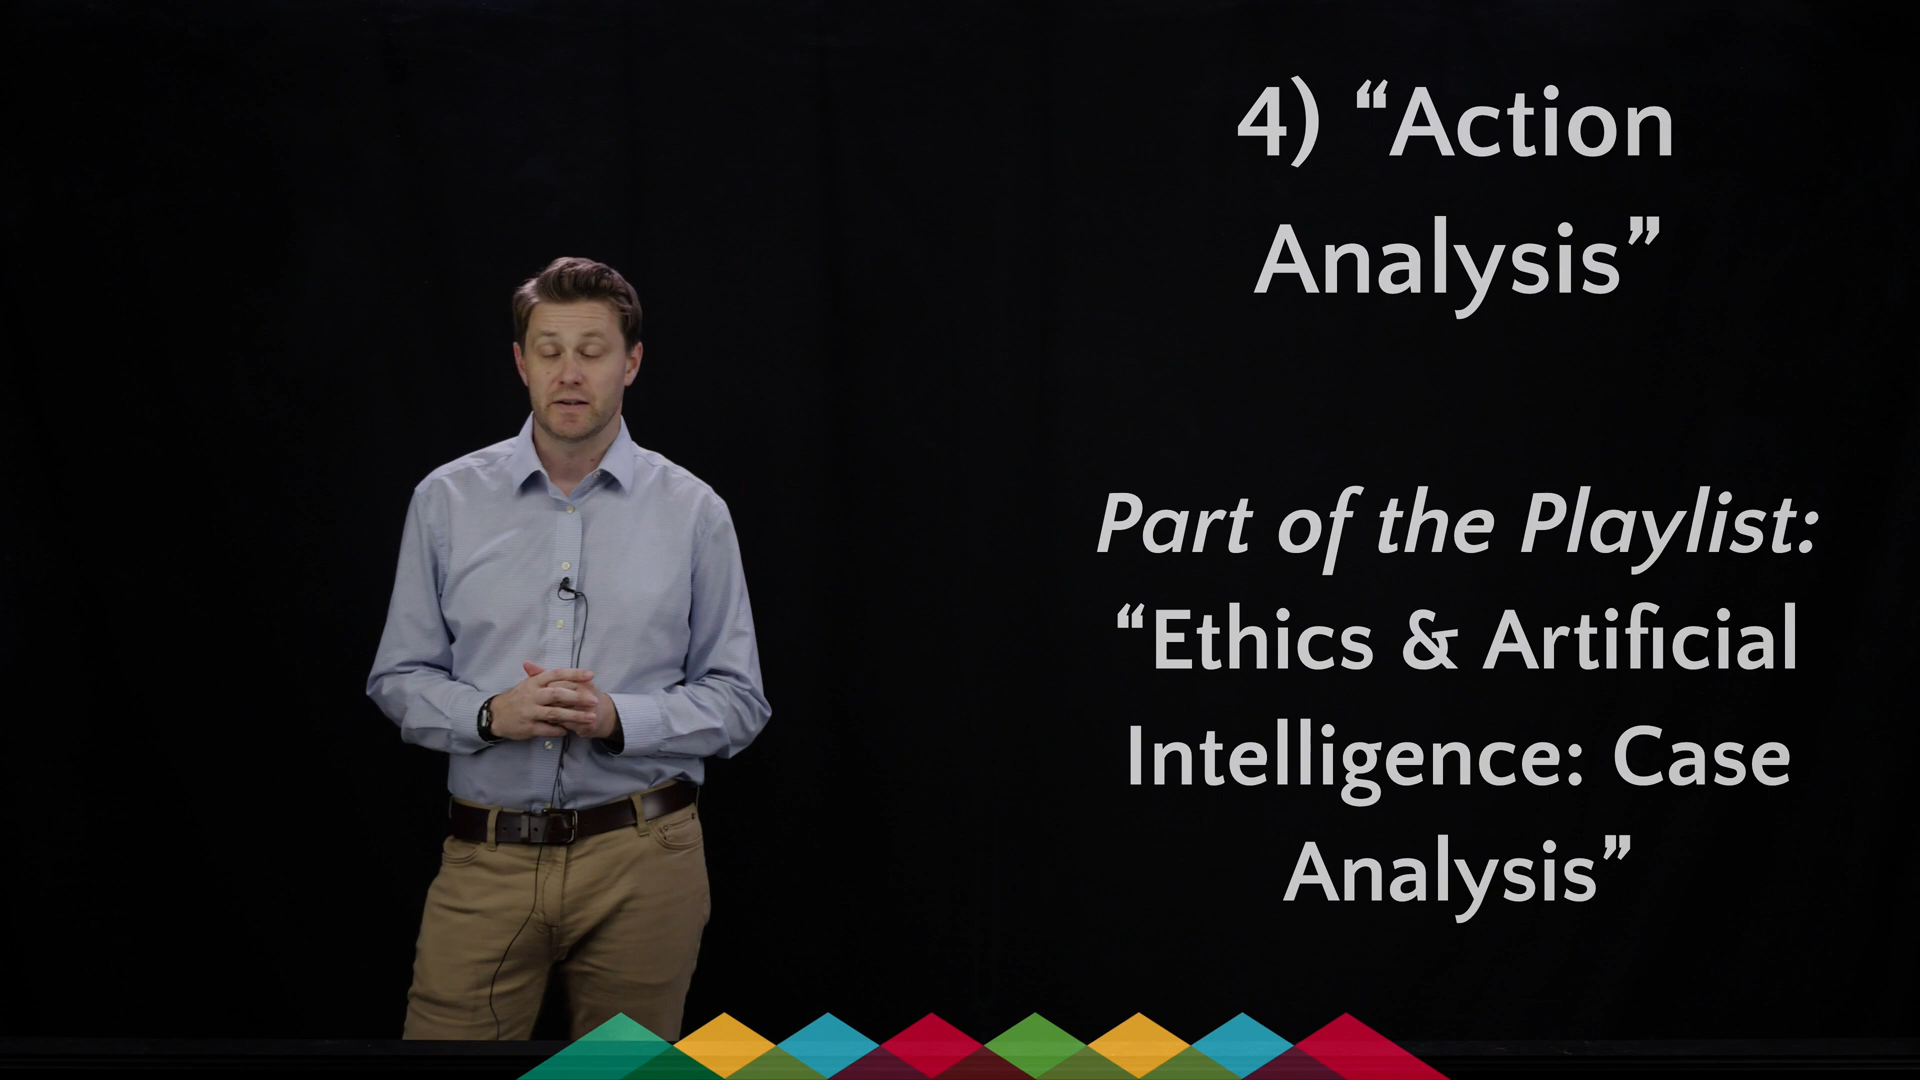 4) “Action
Analysis”
Part of the Playlist:
“Ethics & Artificial
Intelligence: Case
Analysis”